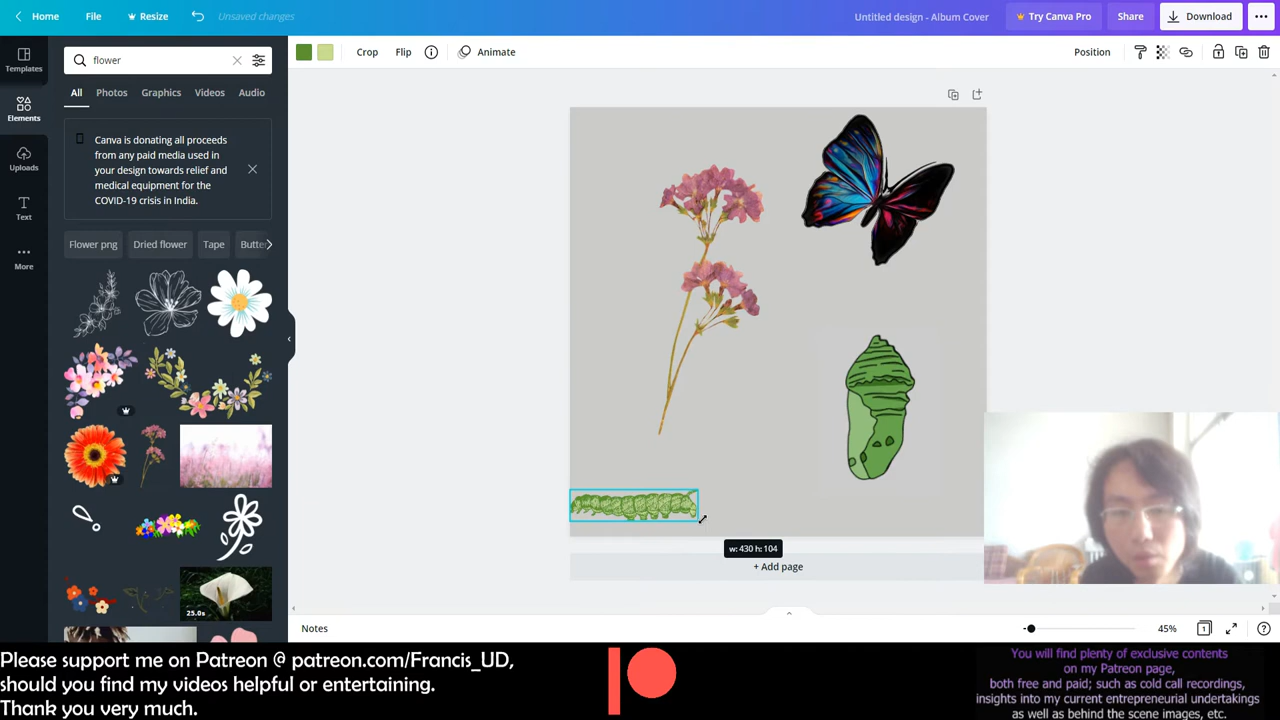 Home
File
Resize
Unsaved changes
Untitled design - Album Cover
Try Canva Pro
Share
Download
Templates
Elements
Uploads
Text
More
flower
All
Photos
Graphics
Videos
Audio
Canva is donating all proceeds
from any paid media used in
your design towards relief and
medical equipment for the
COVID-19 crisis in India.
Flower png
Dried flower
Tape
25.0s
Crop
Flip
Animate
Position
w: 430 h: 104
+ Add page
Notes
45%
1
Please support me on Patreon @ patreon.com/Francis_UD,
should you find my videos helpful or entertaining.
Thank you very much.
You will find plenty of exclusive contents
on my Patreon page,
both free and paid; such as cold call recordings,
insights into my current entrepreneurial undertakings
as well as behind the scene images, etc.